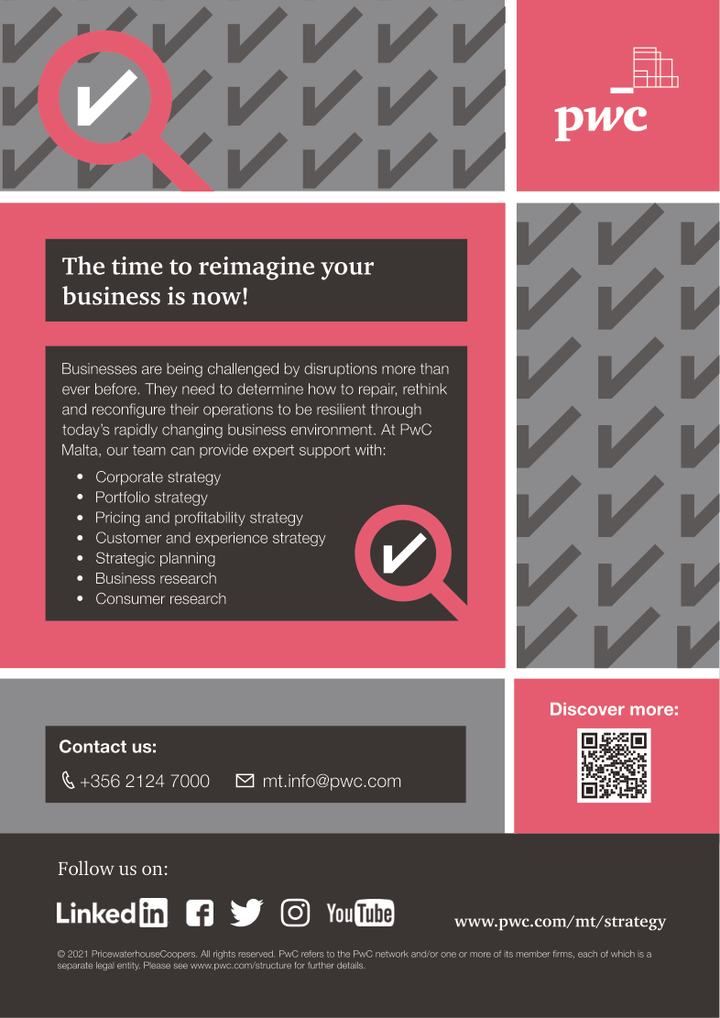 pwc
The time to reimagine your
business is now!
Businesses are being challenged by disruptions more than
ever before. They need to determine how to repair, rethink
and reconfigure their operations to be resilient through
today's rapidly changing business environment. At PwC
Malta, our team can provide expert support with:
• Corporate strategy
• Portfolio strategy
• Pricing and profitability strategy
• Customer and experience strategy
• Strategic planning
• Business research
• Consumer research
Contact us:
+356 2124 7000 mt.info@pwc.com
Discover more:
Follow us on:
Linked in YouTube
www.pwc.com/mt/strategy
© 2021 PricewaterhouseCoopers. All rights reserved. PwC refers to the PwC network and/or one or more of its member firms, each of which is a
separate legal entity. Please see www.pwc.com/structure for further details.